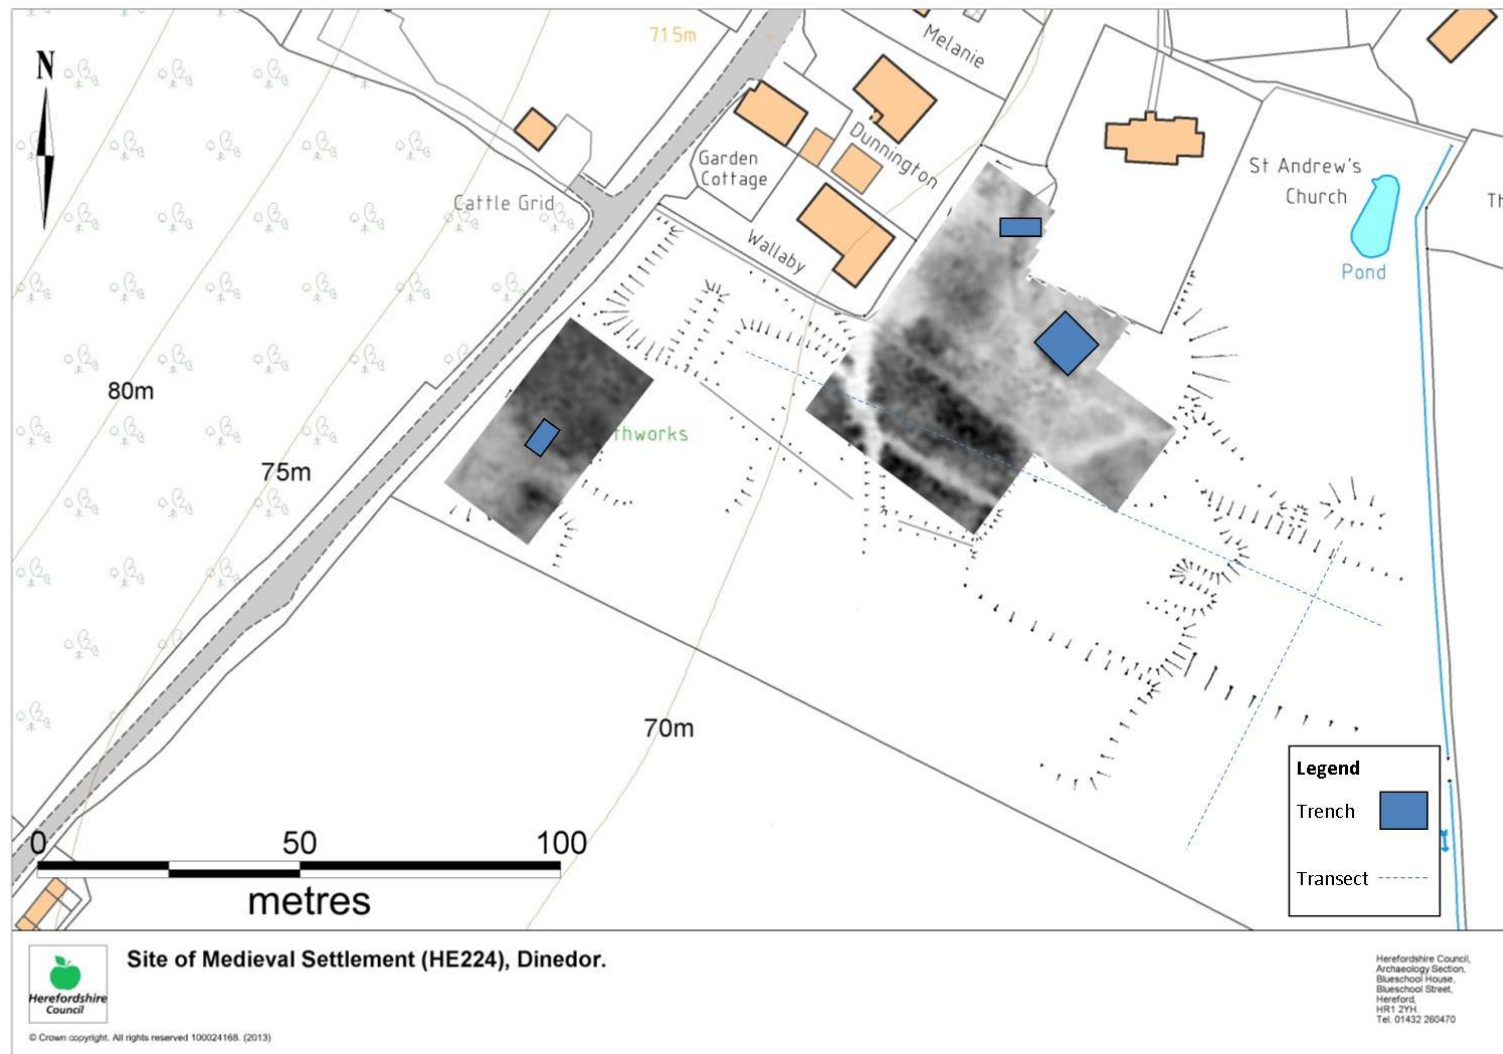 71.5m
Melanie
N
Dunnington
Garden
Cottage
St Andrew's
Church
Cattle Grid
Th
Wallaby
Pond
80m
thworks
75m
70m
Legend
Trench
Transect
0 50 100
metres
Site of Medieval Settlement (HE224), Dinedor.
Herefordshire
Council
© Crown copyright. All rights reserved 100024168. (2013)
Herefordshire Council,
Archaeology Section,
Blueschool House,
Blueschool Street,
Hereford,
HR1 2YH.
Tel. 01432 260470